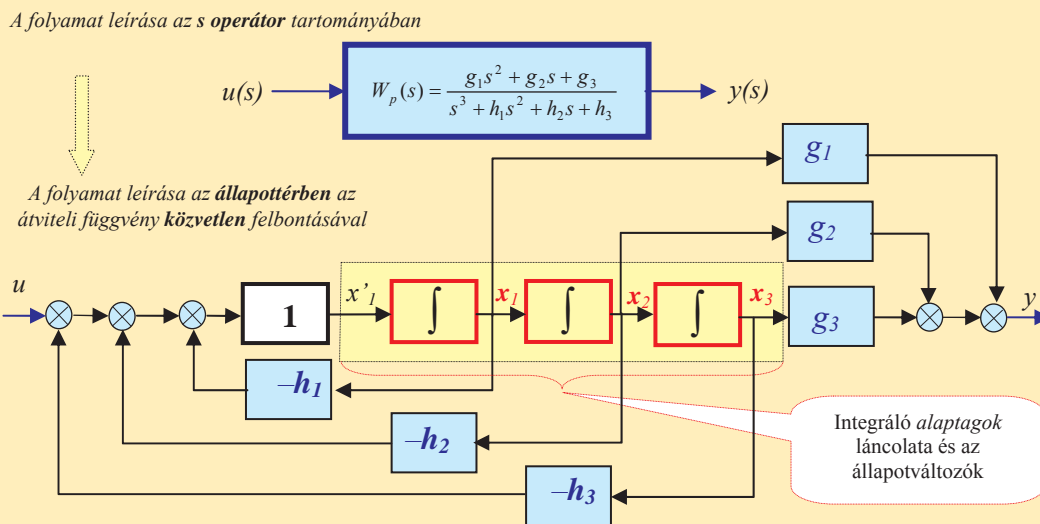 A folyamat leírása az s operátor tartományában
u(s)
W_p(s) = \frac{g_1 s^2 + g_2 s + g_3}{s^3 + h_1 s^2 + h_2 s + h_3}
y(s)
g1
A folyamat leírása az állapottérben az
átviteli függvény közvetlen felbontásával
g2
u
1
x'1
∫
x1
∫
x2
∫
x3
g3
y
–h1
–h2
–h3
Integráló alaptagok
láncolata és az
állapotváltozók